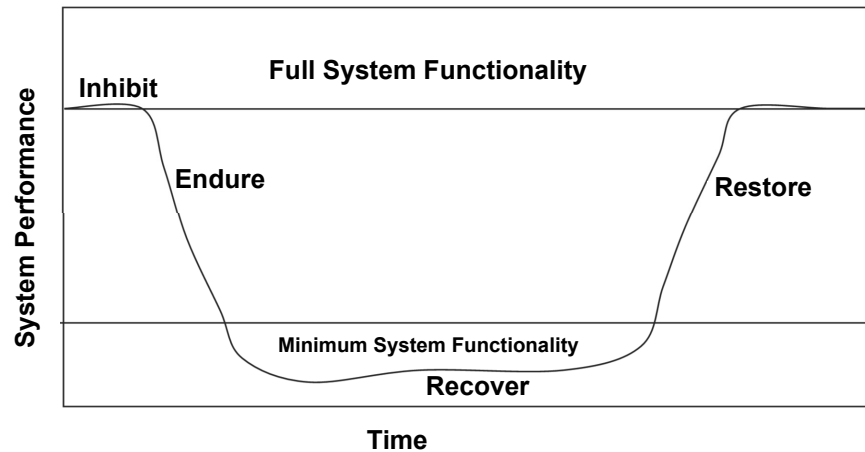 Full System Functionality
Inhibit
Endure
Restore
System Performance
Minimum System Functionality
Recover
Time